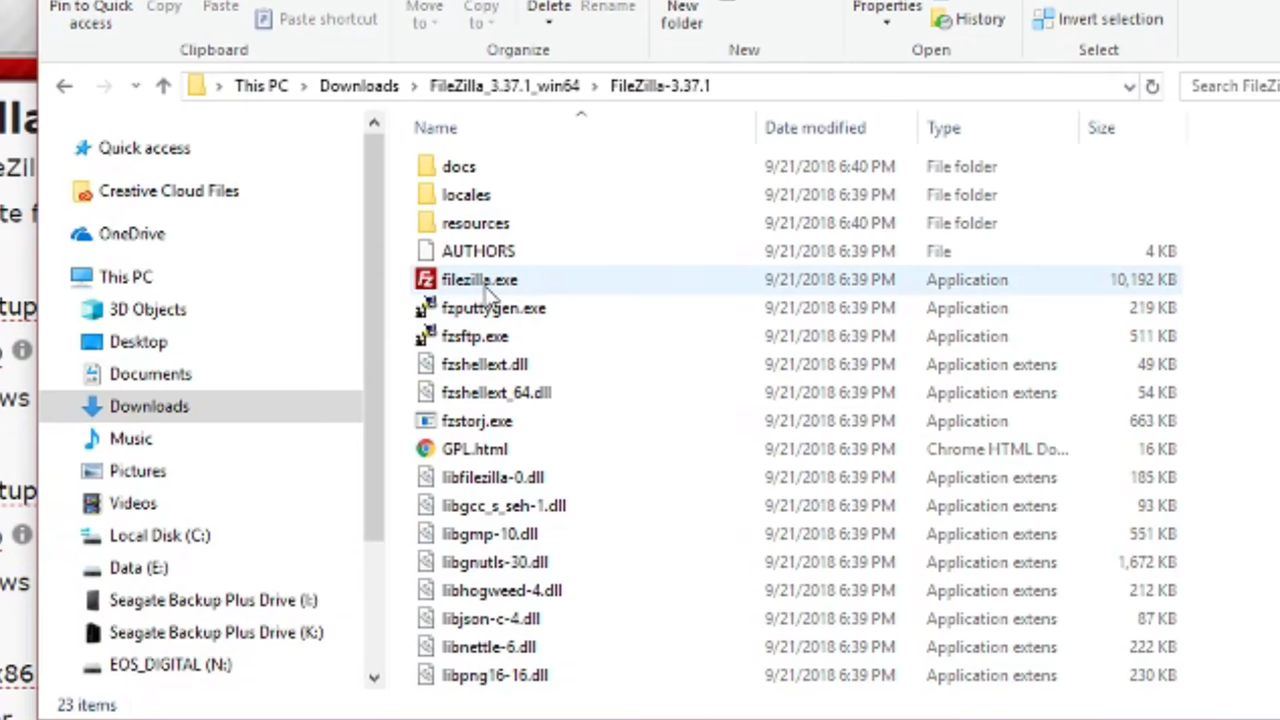 Pin to Quick access
Copy
Paste
Paste shortcut
Clipboard
Move to
Copy to
Delete
Rename
Organize
New folder
New
Properties
History
Open
Invert selection
Select
This PC > Downloads > FileZilla_3.37.1_win64 > FileZilla-3.37.1
Search FileZi
Name Date modified Type Size
Quick access
Creative Cloud Files
OneDrive
This PC
3D Objects
Desktop
Documents
Downloads
Music
Pictures
Videos
Local Disk (C:)
Data (E:)
Seagate Backup Plus Drive (I:)
Seagate Backup Plus Drive (K:)
EOS_DIGITAL (N:)
docs 9/21/2018 6:40 PM File folder
locales 9/21/2018 6:39 PM File folder
resources 9/21/2018 6:40 PM File folder
AUTHORS 9/21/2018 6:39 PM File 4 KB
filezilla.exe 9/21/2018 6:39 PM Application 10,192 KB
fzputtygen.exe 9/21/2018 6:39 PM Application 219 KB
fzsftp.exe 9/21/2018 6:39 PM Application 511 KB
fzshellext.dll 9/21/2018 6:39 PM Application extens 49 KB
fzshellext_64.dll 9/21/2018 6:39 PM Application extens 54 KB
fzstorj.exe 9/21/2018 6:39 PM Application 663 KB
GPL.html 9/21/2018 6:39 PM Chrome HTML Do... 16 KB
libfilezilla-0.dll 9/21/2018 6:39 PM Application extens 185 KB
libgcc_s_seh-1.dll 9/21/2018 6:39 PM Application extens 93 KB
libgmp-10.dll 9/21/2018 6:39 PM Application extens 551 KB
libgnutls-30.dll 9/21/2018 6:39 PM Application extens 1,672 KB
libhogweed-4.dll 9/21/2018 6:39 PM Application extens 212 KB
libjson-c-4.dll 9/21/2018 6:39 PM Application extens 87 KB
libnettle-6.dll 9/21/2018 6:39 PM Application extens 222 KB
libpng16-16.dll 9/21/2018 6:39 PM Application extens 230 KB
23 items